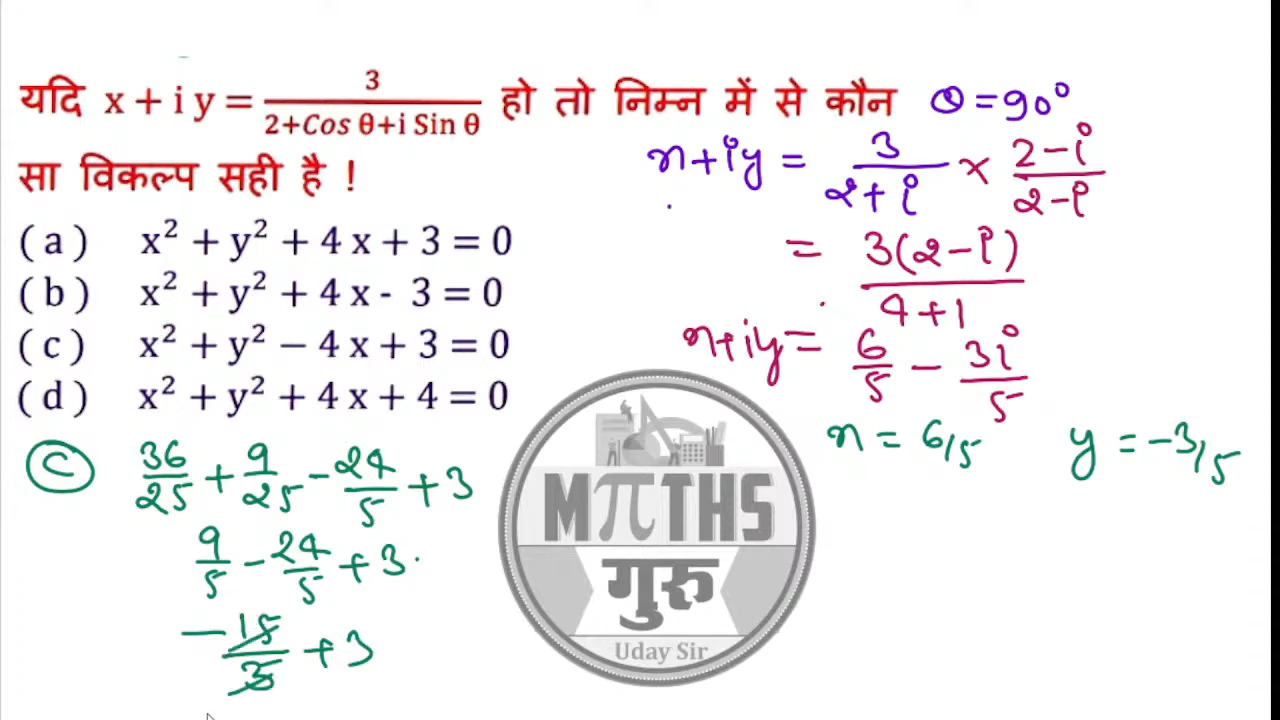 यदि x + i y = 3 / (2+Cos θ+i Sin θ) हो तो निम्न में से कौन
सा विकल्प सही है !
( a ) x² + y² + 4 x + 3 = 0
( b ) x² + y² + 4 x - 3 = 0
( c ) x² + y² − 4 x + 3 = 0
( d ) x² + y² + 4 x + 4 = 0
θ = 90°
x + iy = 3 / (2 + i) × (2 - i) / (2 - i)
= 3(2 - i) / (4 + 1)
x + iy = 6/5 - 3i/5
x = 6/5 y = -3/5
C 36/25 + 9/25 - 24/5 + 3
9/5 - 24/5 + 3
-15/5 + 3
MπTHS
गुरु
Uday Sir